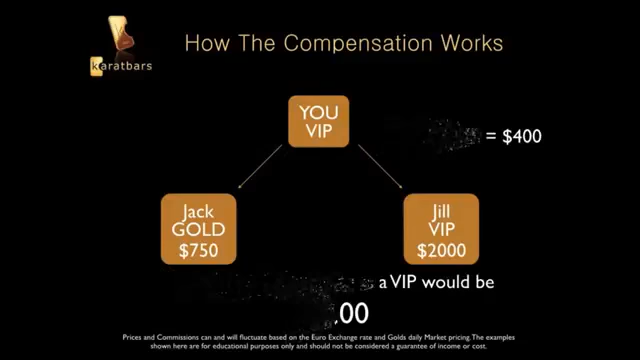 karatbars
How The Compensation Works
YOU
VIP
= $400
Jack
GOLD
$750
Jill
VIP
$2000
a VIP would be
.00
Prices and Commissions can and will fluctuate based on the Euro Exchange rate and Golds daily Market pricing. The examples
shown here are for educational purposes only and should not be considered a guarantee of income or cost.